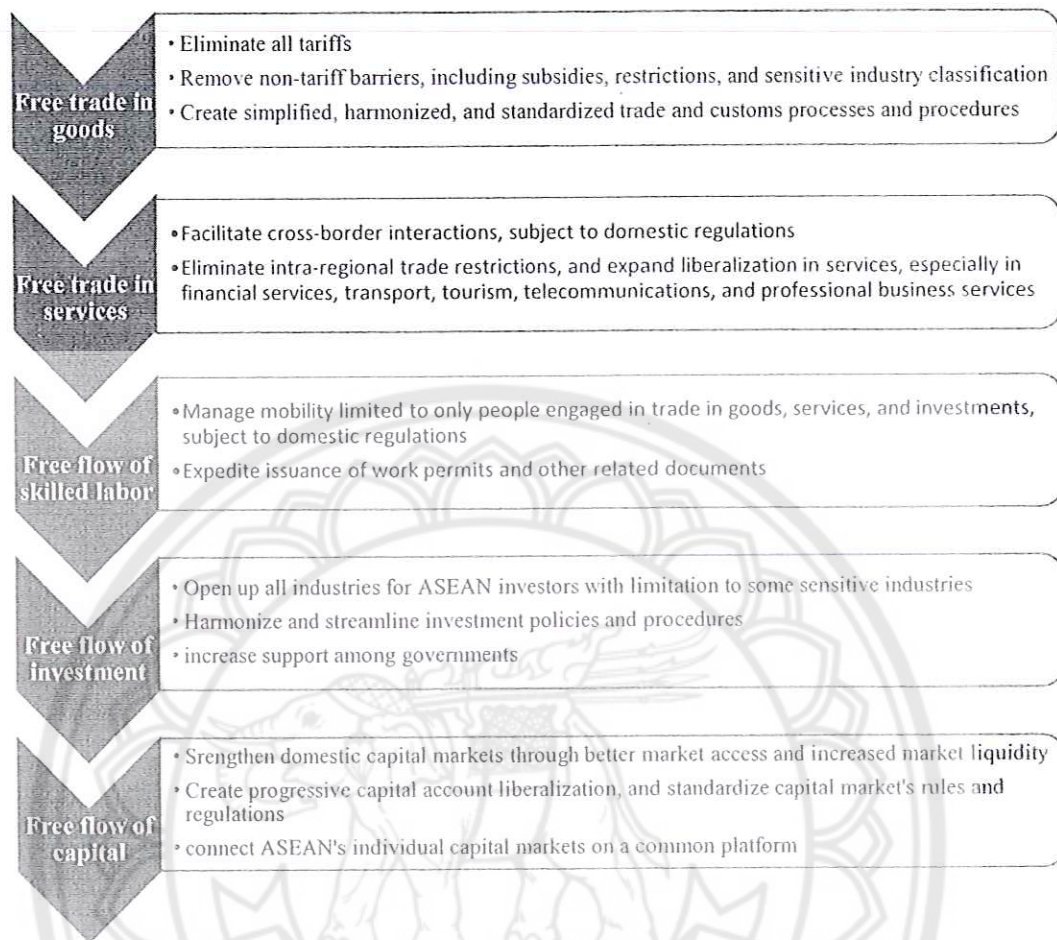 Free trade in
goods
• Eliminate all tariffs
• Remove non-tariff barriers, including subsidies, restrictions, and sensitive industry classification
• Create simplified, harmonized, and standardized trade and customs processes and procedures
Free trade in
services
• Facilitate cross-border interactions, subject to domestic regulations
• Eliminate intra-regional trade restrictions, and expand liberalization in services, especially in
financial services, transport, tourism, telecommunications, and professional business services
Free flow of
skilled labor
• Manage mobility limited to only people engaged in trade in goods, services, and investments,
subject to domestic regulations
• Expedite issuance of work permits and other related documents
Free flow of
investment
• Open up all industries for ASEAN investors with limitation to some sensitive industries
• Harmonize and streamline investment policies and procedures
• increase support among governments
Free flow of
capital
• Srengthen domestic capital markets through better market access and increased market liquidity
• Create progressive capital account liberalization, and standardize capital market's rules and
regulations
• connect ASEAN's individual capital markets on a common platform